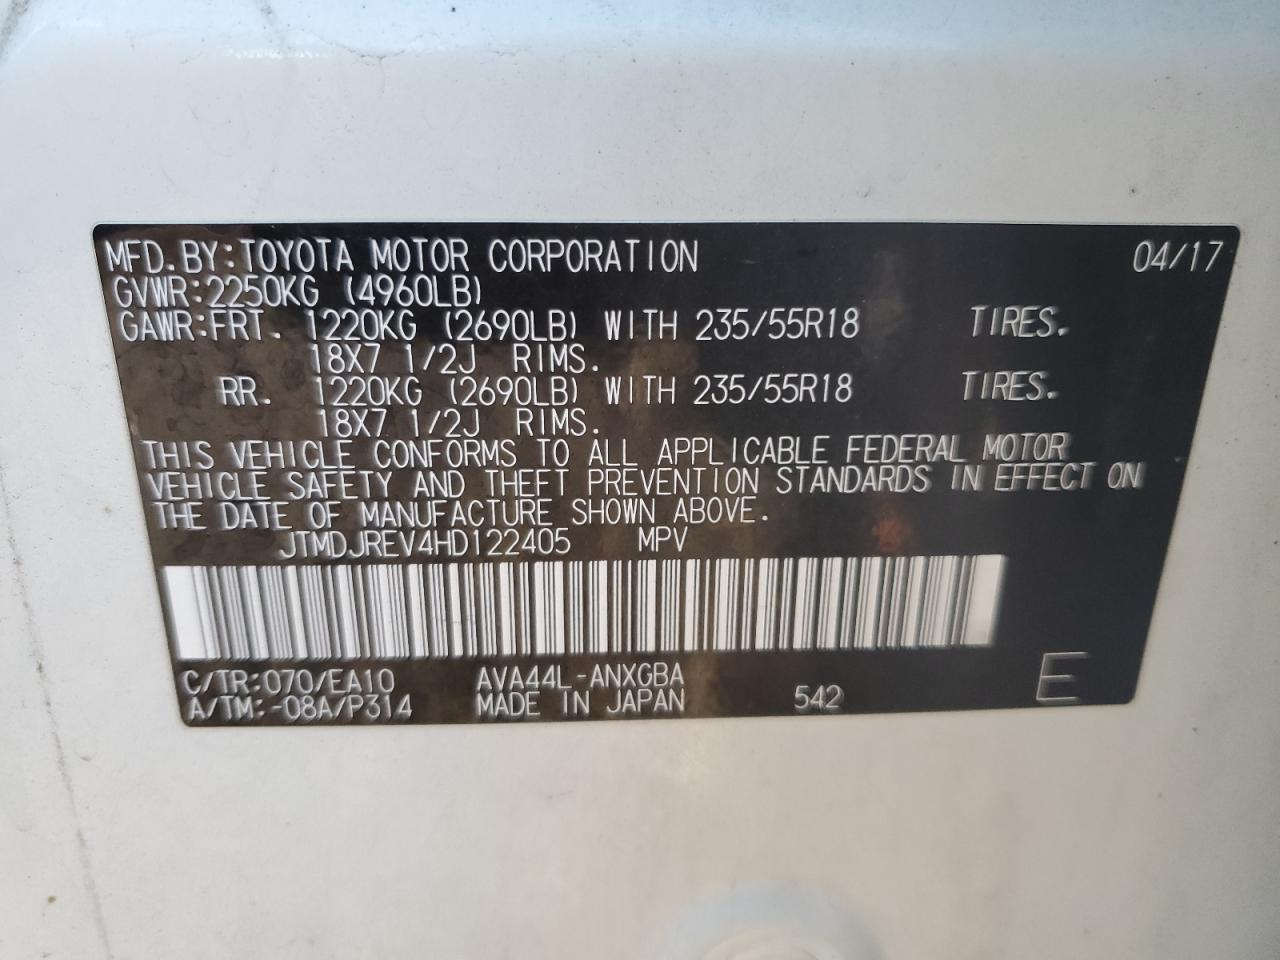 MFD.BY:TOYOTA MOTOR CORPORATION 04/17
GVWR:2250KG (4960LB)
GAWR:FRT. 1220KG (2690LB) WITH 235/55R18 TIRES.
18X7 1/2J RIMS.
RR. 1220KG (2690LB) WITH 235/55R18 TIRES.
18X7 1/2J RIMS.
THIS VEHICLE CONFORMS TO ALL APPLICABLE FEDERAL MOTOR
VEHICLE SAFETY AND THEFT PREVENTION STANDARDS IN EFFECT ON
THE DATE OF MANUFACTURE SHOWN ABOVE.
JTMDJREV4HD122405 MPV
C/TR:070/EA10 AVA44L-ANXGBA
A/TM:-08A/P314 MADE IN JAPAN 542 E